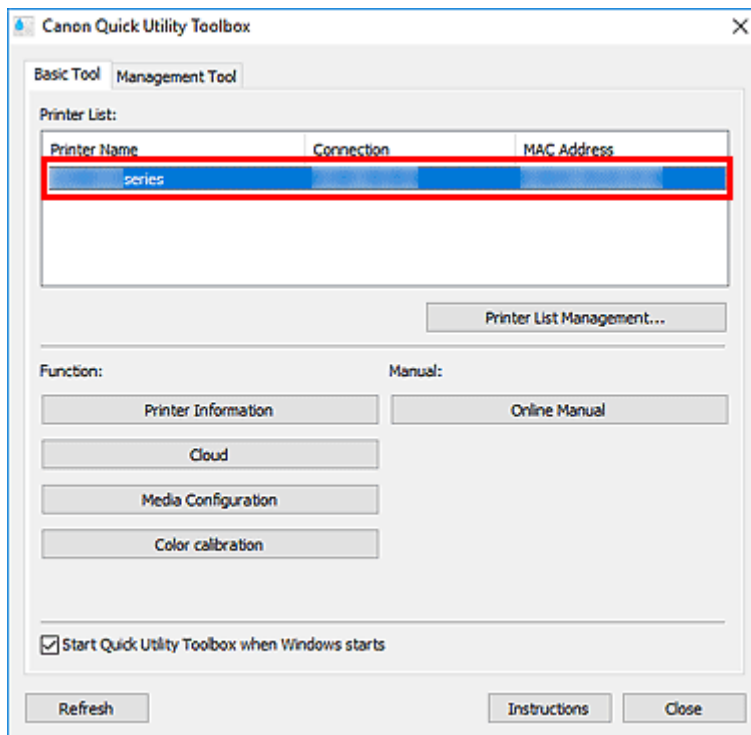 Canon Quick Utility Toolbox
Basic Tool Management Tool
Printer List:
Printer Name Connection MAC Address
series
Printer List Management...
Function: Manual:
Printer Information Online Manual
Cloud
Media Configuration
Color calibration
Start Quick Utility Toolbox when Windows starts
Refresh Instructions Close